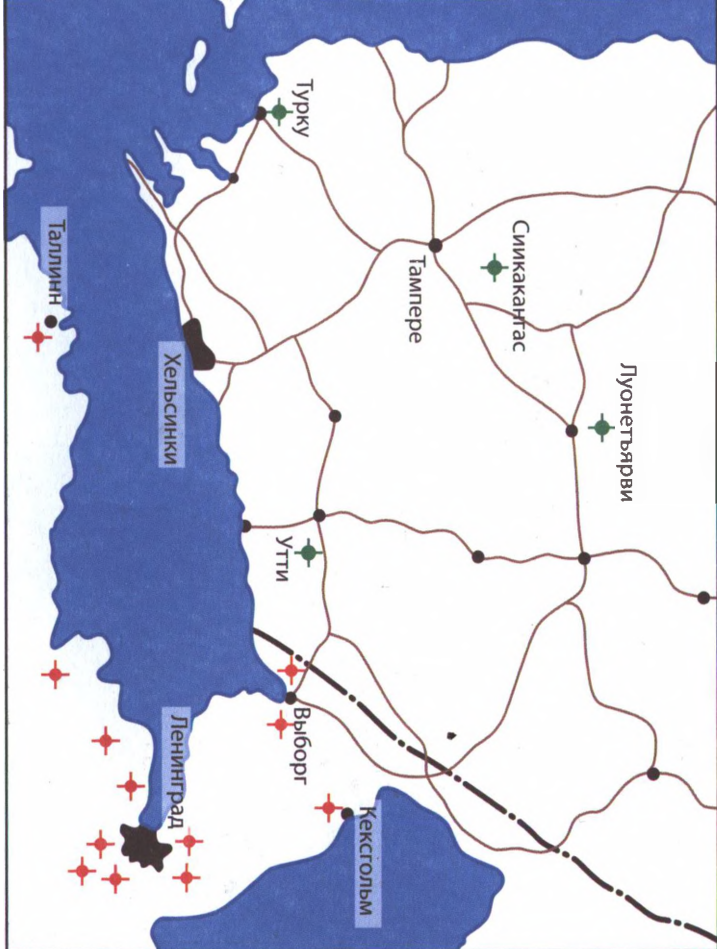 Луонетъярви
Сиикакангас
Тампере
Кексгольм
Турку
Выборг
Утти
Ленинград
Хельсинки
Таллинн